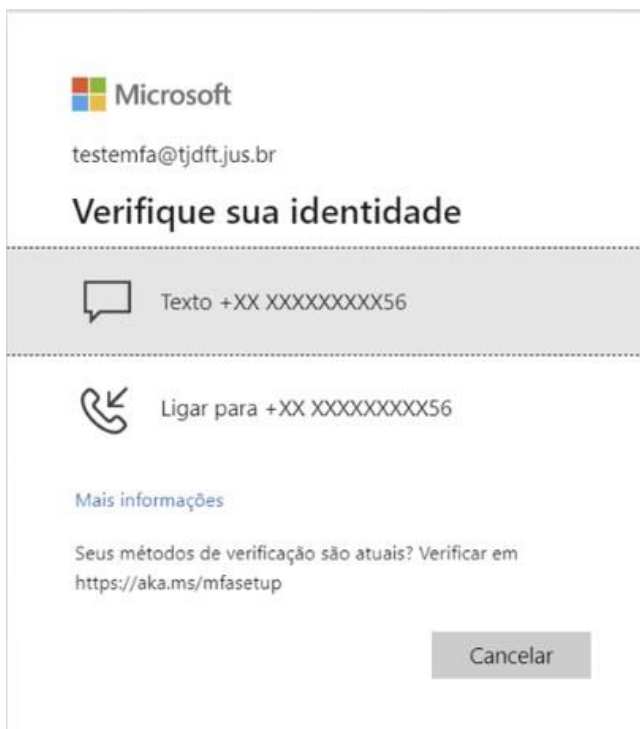 Microsoft
testemfa@tjdft.jus.br
Verifique sua identidade
Texto +XX XXXXXXXXX56
Ligar para +XX XXXXXXXXX56
Mais informações
Seus métodos de verificação são atuais? Verificar em
https://aka.ms/mfasetup
Cancelar